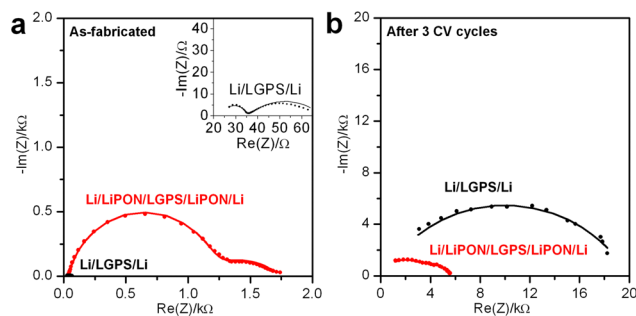 a
As-fabricated
2.0
1.5
1.0
0.5
0.0
-Im(Z)/kΩ
0.0 0.5 1.0 1.5 2.0
Re(Z)/kΩ
40
30
20
10
0
-Im(Z)/Ω
Li/LGPS/Li
20 30 40 50 60
Re(Z)/Ω
Li/LiPON/LGPS/LiPON/Li
Li/LGPS/Li
b
After 3 CV cycles
20
16
12
8
4
0
-Im(Z)/kΩ
Li/LGPS/Li
Li/LiPON/LGPS/LiPON/Li
0 4 8 12 16 20
Re(Z)/kΩ